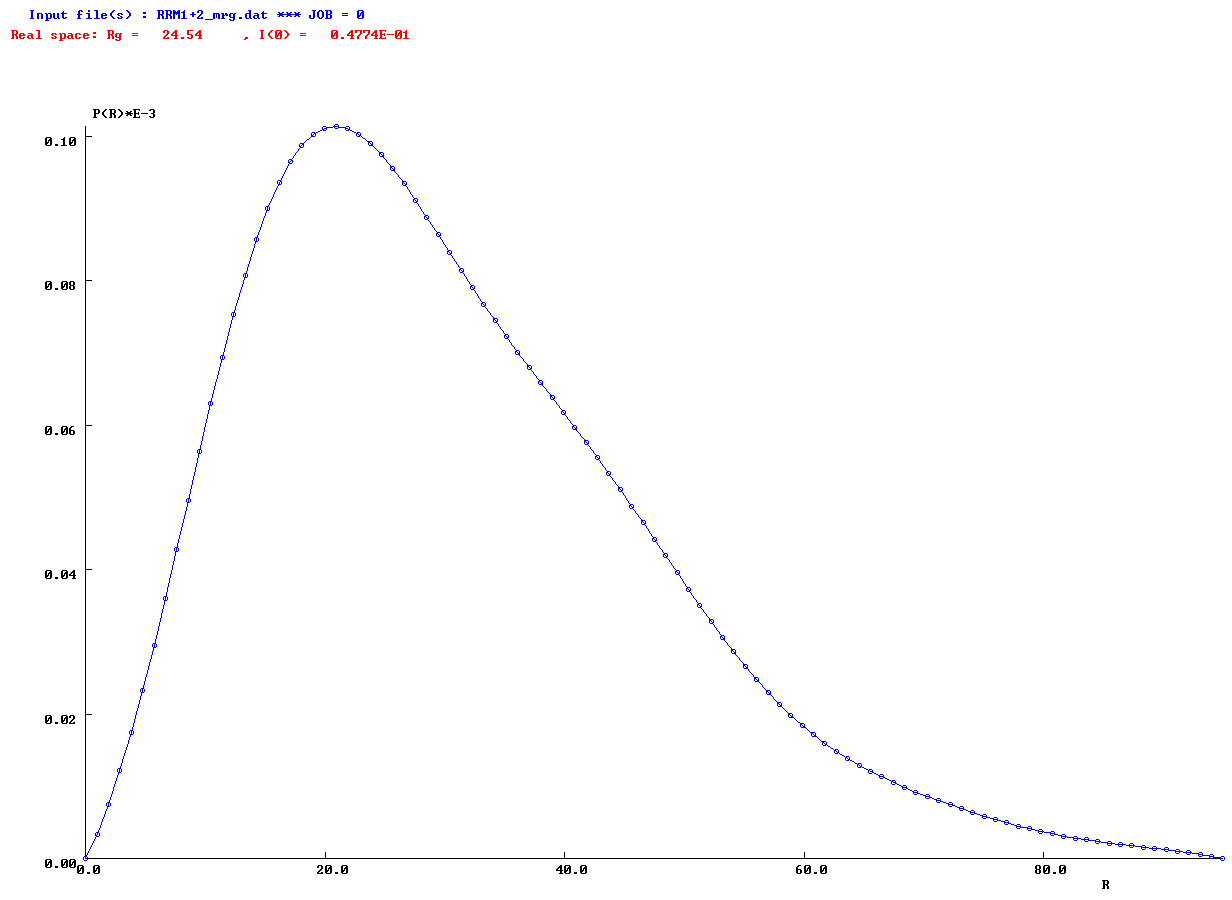 Input file(s) : RRM1+2_mrg.dat *** JOB = 0
Real space: Rg = 24.54 , I(0) = 0.4774E-01
P(R)*E-3
0.10
0.08
0.06
0.04
0.02
0.00
0.0 20.0 40.0 60.0 80.0
R